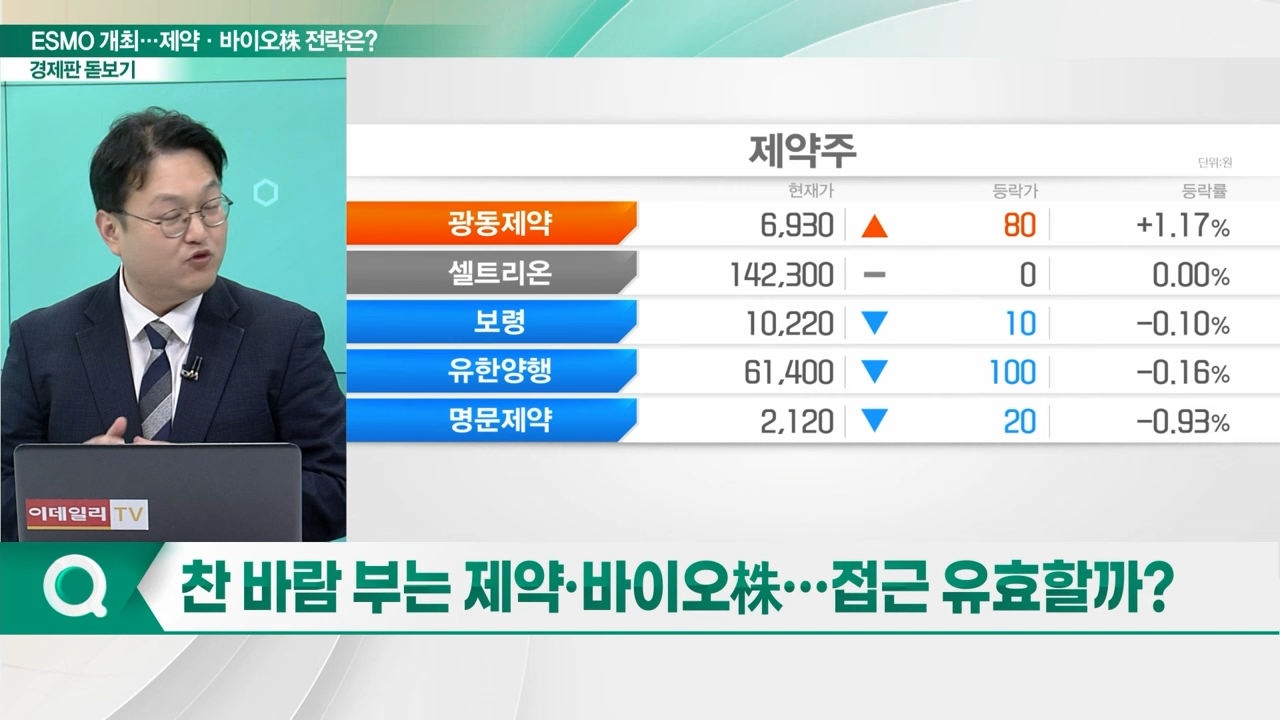 ESMO 개최…제약·바이오株 전략은?
경제판 돋보기
제약주
단위:원
현재가 등락가 등락률
광동제약 6,930 ▲ 80 +1.17%
셀트리온 142,300 - 0 0.00%
보령 10,220 ▼ 10 -0.10%
유한양행 61,400 ▼ 100 -0.16%
명문제약 2,120 ▼ 20 -0.93%
이데일리TV
찬 바람 부는 제약·바이오株…접근 유효할까?